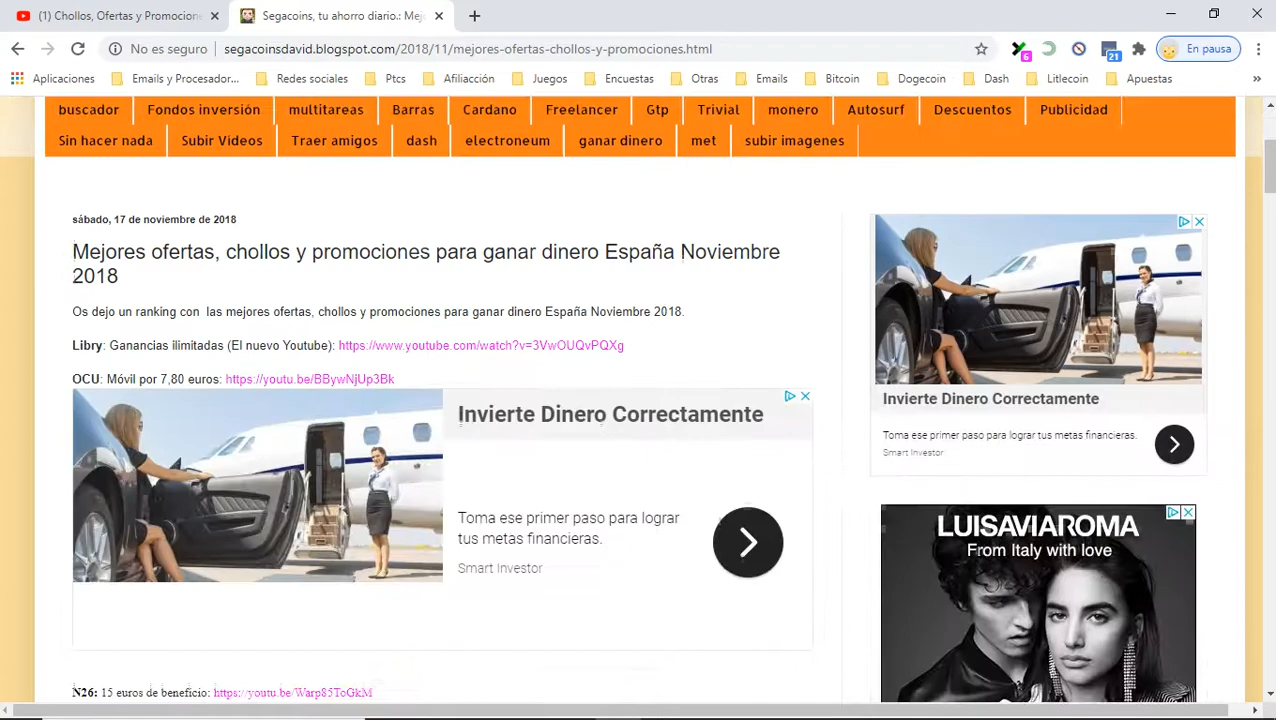 (1) Chollos, Ofertas y Promocione
Segacoins, tu ahorro diario.: Mej
No es seguro
segacoinsdavid.blogspot.com/2018/11/mejores-ofertas-chollos-y-promociones.html
6
21
En pausa
Aplicaciones
Emails y Procesador...
Redes sociales
Ptcs
Afiliación
Juegos
Encuestas
Otras
Emails
Bitcoin
Dogecoin
Dash
Litlecoin
Apuestas
»
buscador
Fondos inversión
multitareas
Barras
Cardano
Freelancer
Gtp
Trivial
monero
Autosurf
Descuentos
Publicidad
Sin hacer nada
Subir Videos
Traer amigos
dash
electroneum
ganar dinero
met
subir imagenes
sábado, 17 de noviembre de 2018
Mejores ofertas, chollos y promociones para ganar dinero España Noviembre
2018
Os dejo un ranking con las mejores ofertas, chollos y promociones para ganar dinero España Noviembre 2018.
Libry: Ganancias ilimitadas (El nuevo Youtube): https://www.youtube.com/watch?v=3VwOUQvPQXg
OCU: Móvil por 7,80 euros: https://youtu.be/BBywNjUp3Bk
Invierte Dinero Correctamente
Toma ese primer paso para lograr
tus metas financieras.
Smart Investor
N26: 15 euros de beneficio: https://youtu.be/Warp85ToGkM
Invierte Dinero Correctamente
Toma ese primer paso para lograr tus metas financieras.
Smart Investor
LUISAVIAROMA
From Italy with love